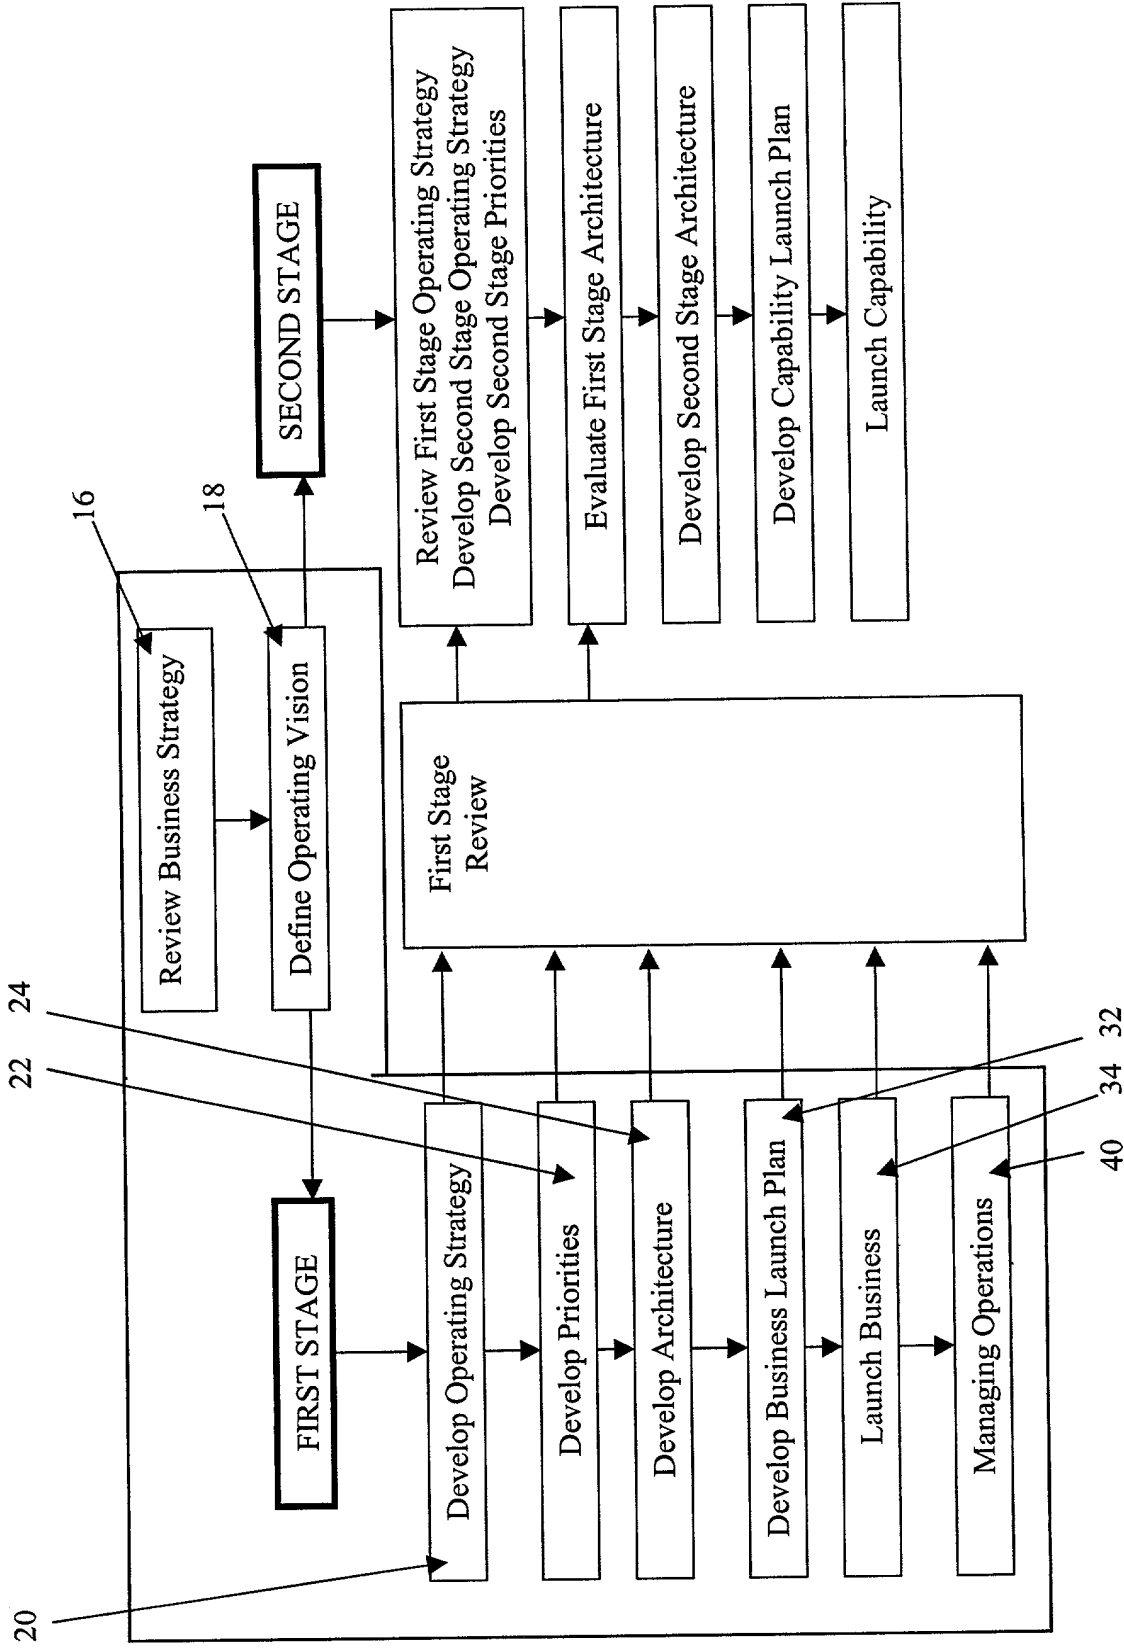 16
Review Business Strategy
18
Define Operating Vision
FIRST STAGE
SECOND STAGE
20
Develop Operating Strategy
22
Develop Priorities
24
Develop Architecture
Develop Business Launch Plan
32
Launch Business
34
Managing Operations
40
First Stage
Review
Review First Stage Operating Strategy
Develop Second Stage Operating Strategy
Develop Second Stage Priorities
Evaluate First Stage Architecture
Develop Second Stage Architecture
Develop Capability Launch Plan
Launch Capability